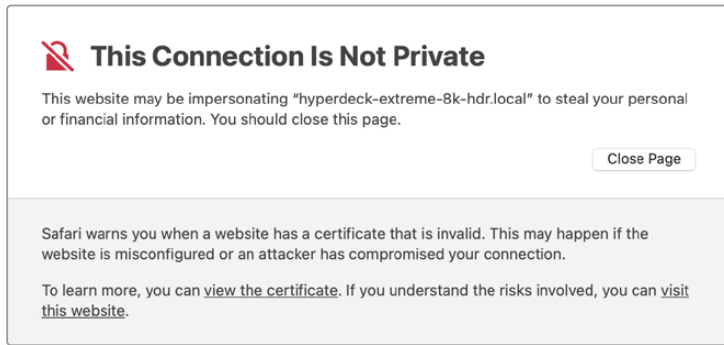 This Connection Is Not Private
This website may be impersonating “hyperdeck-extreme-8k-hdr.local” to steal your personal
or financial information. You should close this page.
Close Page
Safari warns you when a website has a certificate that is invalid. This may happen if the
website is misconfigured or an attacker has compromised your connection.
To learn more, you can view the certificate. If you understand the risks involved, you can visit
this website.